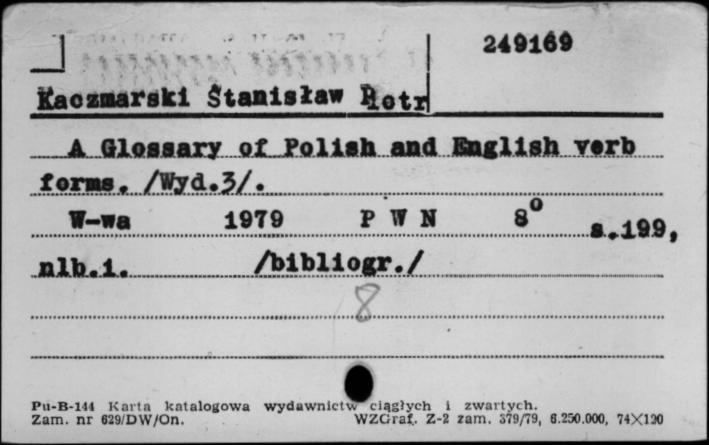 249169
Kaczmarski Stanisław Piotr
A Glossary of Polish and English verb
forms. /Wyd.3/.
W-wa 1979 P W N 8° s.199,
nlb.1. /bibliogr./
8
Pu-B-144 Karta katalogowa wydawnictw ciągłych i zwartych.
Zam. nr 629/DW/On. WZGraf. Z-2 zam. 379/79, 6.250.000, 74×120